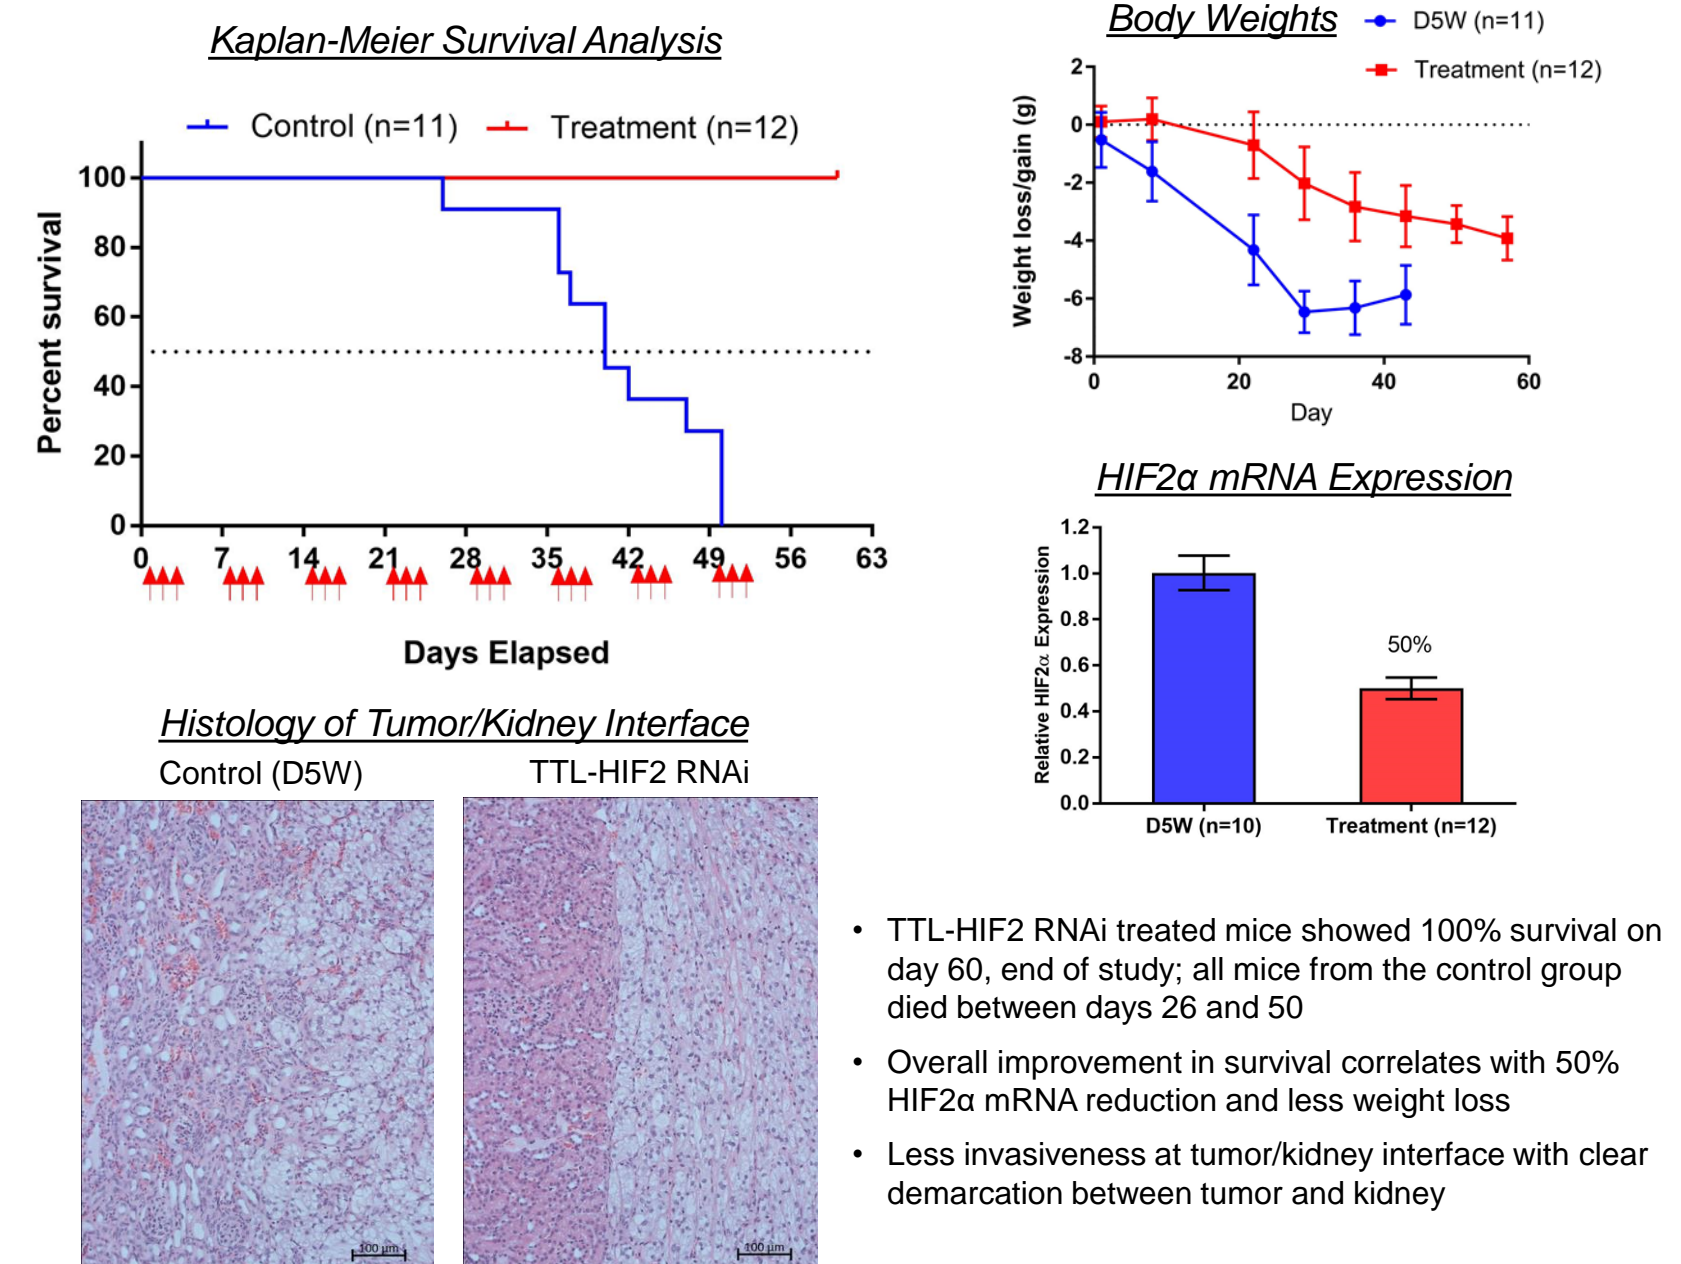 Kaplan-Meier Survival Analysis
Control (n=11) Treatment (n=12)
Percent survival
100
80
60
40
20
0
0 7 14 21 28 35 42 49 56 63
Days Elapsed
Body Weights
D5W (n=11)
Treatment (n=12)
Weight loss/gain (g)
2
0
-2
-4
-6
-8
0 20 40 60
Day
HIF2α mRNA Expression
Relative HIF2α Expression
1.2
1.0
0.8
0.6
0.4
0.2
0.0
50%
D5W (n=10) Treatment (n=12)
Histology of Tumor/Kidney Interface
Control (D5W) TTL-HIF2 RNAi
100 µm 100 µm
• TTL-HIF2 RNAi treated mice showed 100% survival on
day 60, end of study; all mice from the control group
died between days 26 and 50
• Overall improvement in survival correlates with 50%
HIF2α mRNA reduction and less weight loss
• Less invasiveness at tumor/kidney interface with clear
demarcation between tumor and kidney